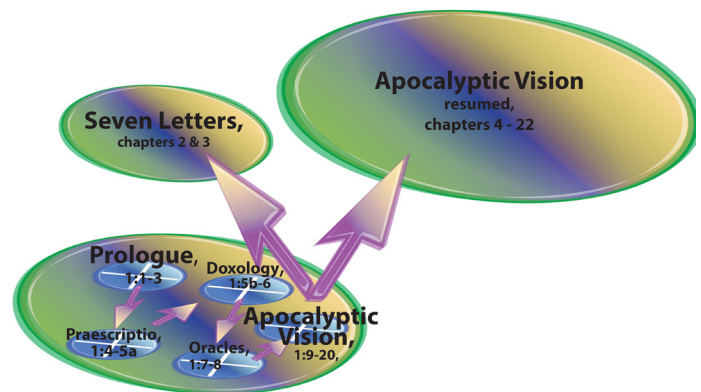 Apocalyptic Vision
resumed,
chapters 4 - 22
Seven Letters,
chapters 2 & 3
Prologue,
1:1-3
Doxology,
1:5b-6
Praescriptio,
1:4-5a
Oracles,
1:7-8
Apocalyptic
Vision,
1:9-20,